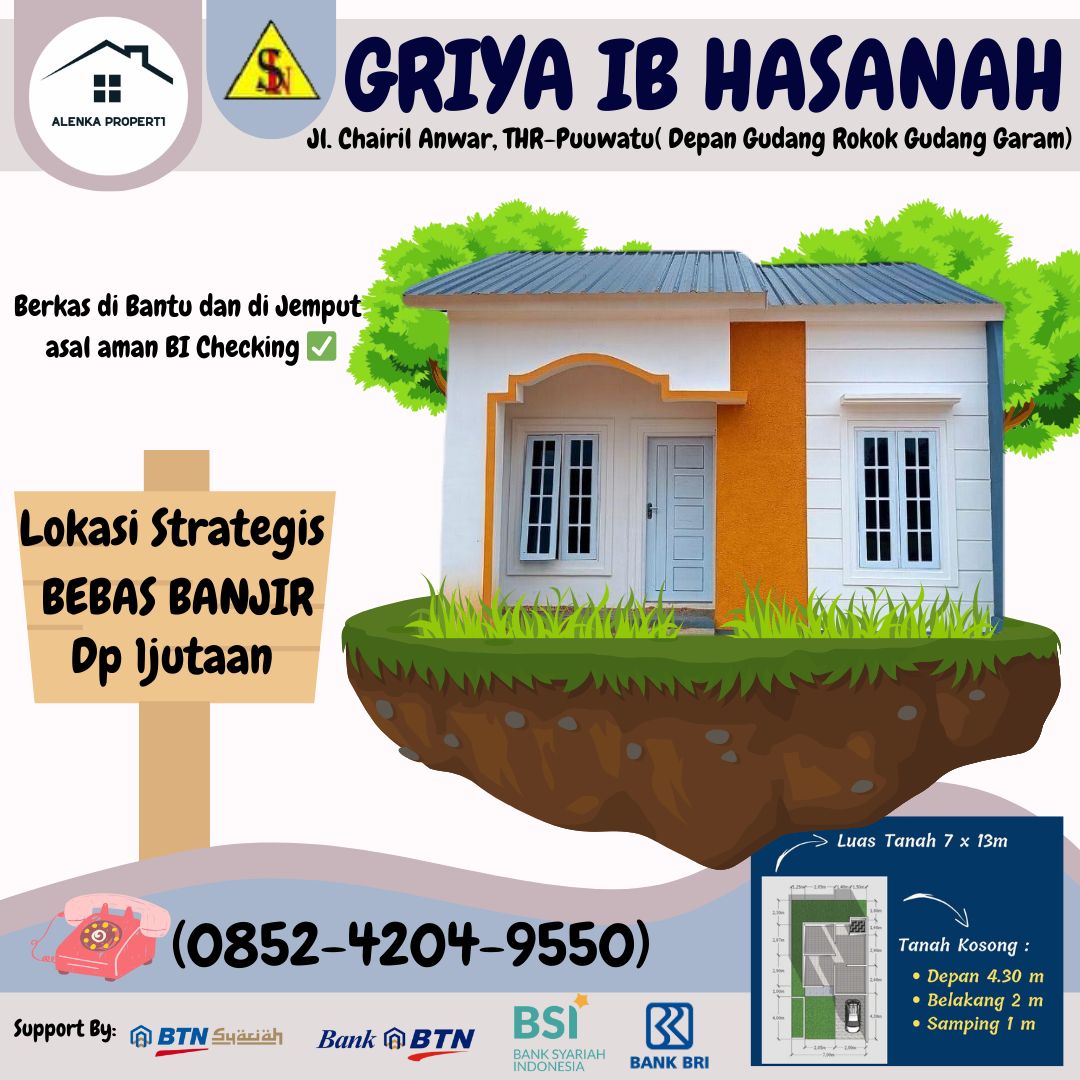 ALENKA PROPERTI
SLN
GRIYA IB HASANAH
Jl. Chairil Anwar, THR-Puuwatu( Depan Gudang Rokok Gudang Garam)
Berkas di Bantu dan di Jemput
asal aman BI Checking ✅
Lokasi Strategis
BEBAS BANJIR
Dp 1jutaan
(0852-4204-9550)
Support By:
BTN Syariah
Bank BTN
BSI
BANK SYARIAH
INDONESIA
BANK BRI
Luas Tanah 7 x 13m
Tanah Kosong :
• Depan 4.30 m
• Belakang 2 m
• Samping 1 m